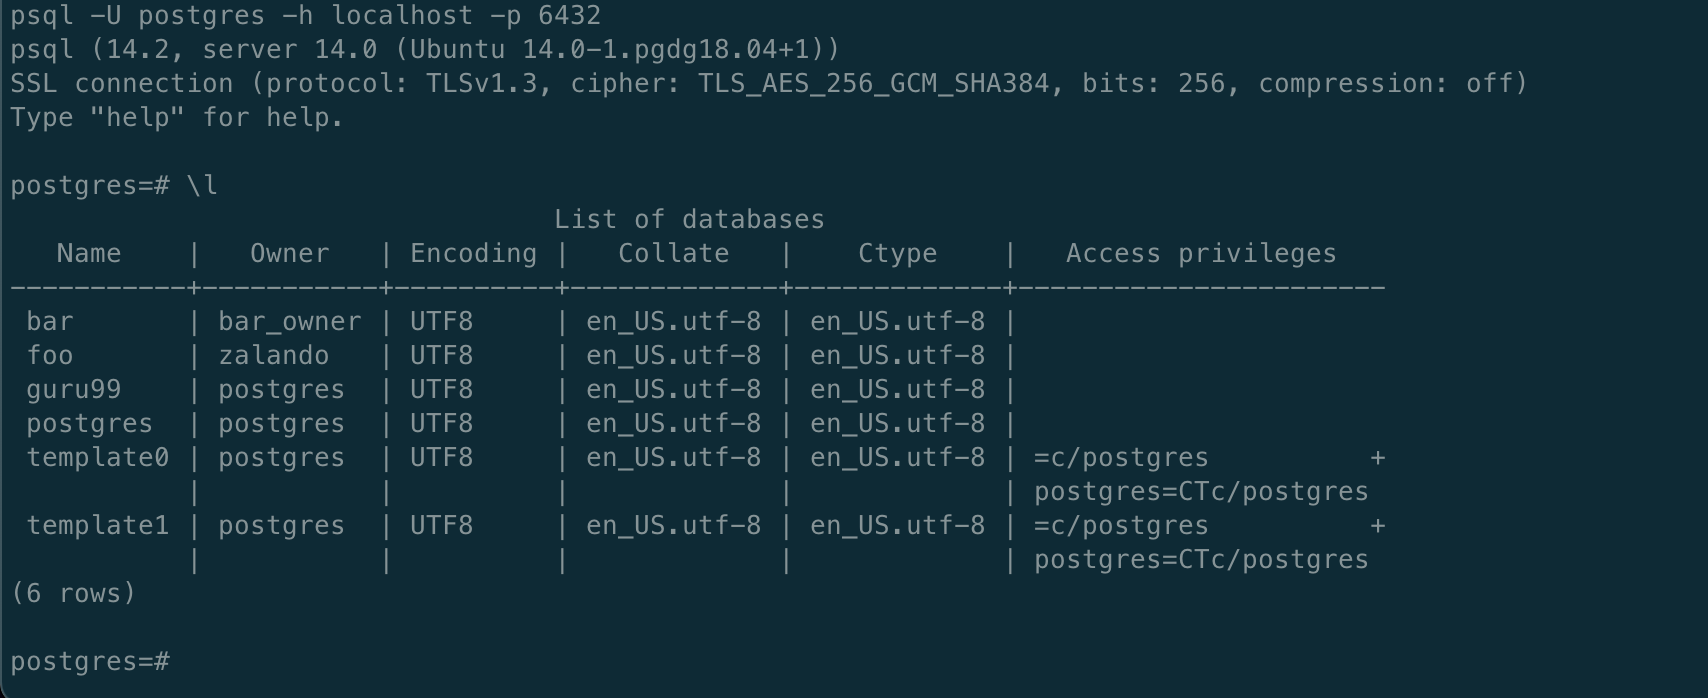 psql -U postgres -h localhost -p 6432
psql (14.2, server 14.0 (Ubuntu 14.0-1.pgdg18.04+1))
SSL connection (protocol: TLSv1.3, cipher: TLS_AES_256_GCM_SHA384, bits: 256, compression: off)
Type "help" for help.

postgres=# \l
                                  List of databases
   Name    |   Owner   | Encoding |   Collate   |    Ctype    |   Access privileges
-----------+-----------+----------+-------------+-------------+-----------------------
 bar       | bar_owner | UTF8     | en_US.utf-8 | en_US.utf-8 |
 foo       | zalando   | UTF8     | en_US.utf-8 | en_US.utf-8 |
 guru99    | postgres  | UTF8     | en_US.utf-8 | en_US.utf-8 |
 postgres  | postgres  | UTF8     | en_US.utf-8 | en_US.utf-8 |
 template0 | postgres  | UTF8     | en_US.utf-8 | en_US.utf-8 | =c/postgres          +
           |           |          |             |             | postgres=CTc/postgres
 template1 | postgres  | UTF8     | en_US.utf-8 | en_US.utf-8 | =c/postgres          +
           |           |          |             |             | postgres=CTc/postgres
(6 rows)

postgres=#